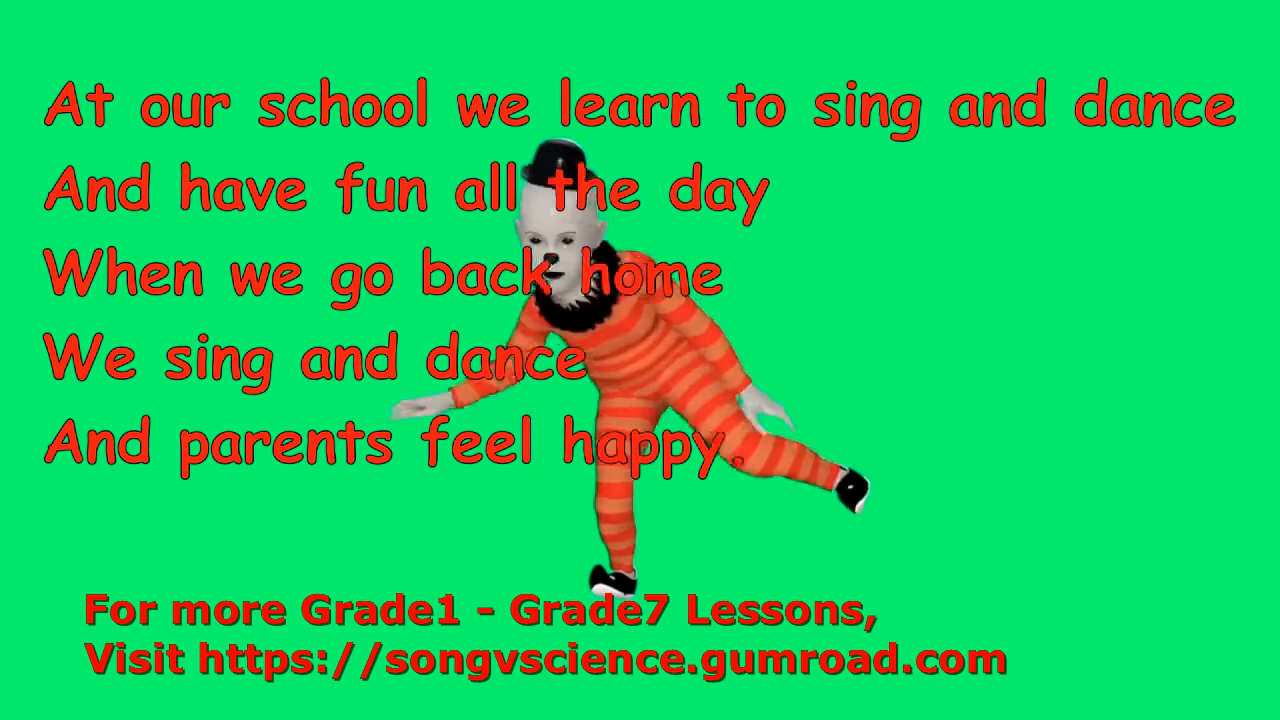 At our school we learn to sing and dance
And have fun all the day
When we go back home
We sing and dance
And parents feel happy.
For more Grade1 - Grade7 Lessons,
Visit https://songvscience.gumroad.com